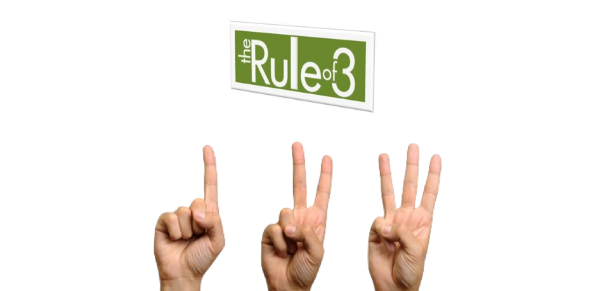 the Rule of 3